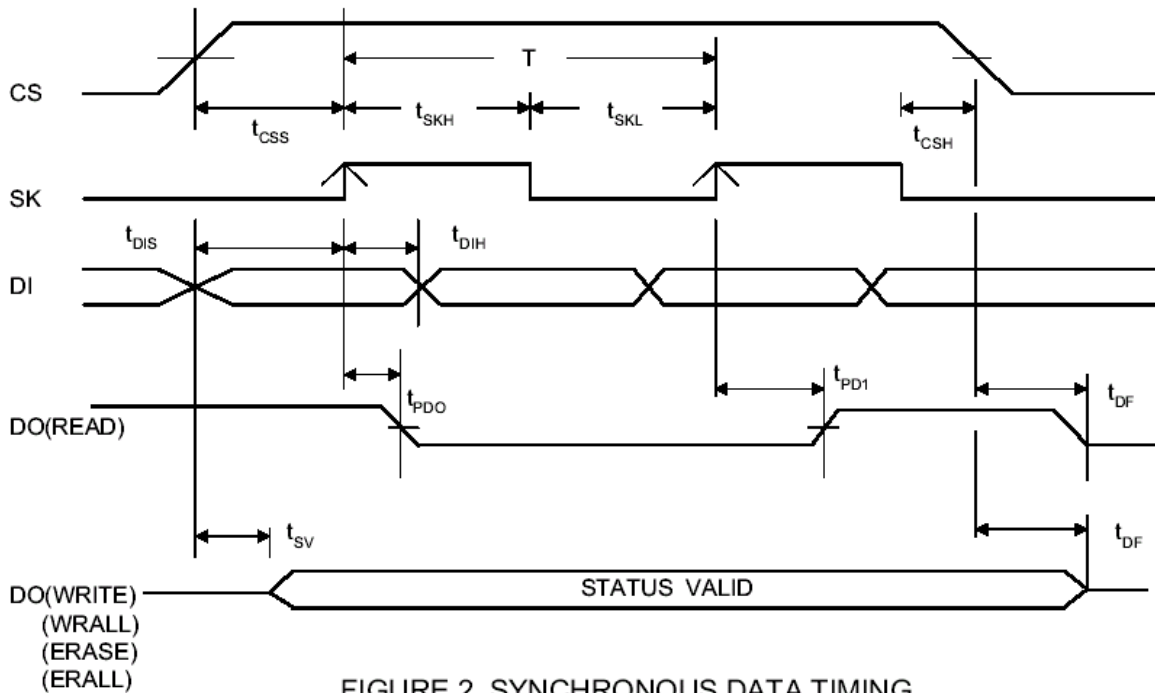 T
CS
tCSS
tSKH
tSKL
tCSH
SK
tDIS
tDIH
DI
tPDO
tPD1
tDF
DO(READ)
tSV
tDF
DO(WRITE)
STATUS VALID
(WRALL)
(ERASE)
(ERALL)
FIGURE 2. SYNCHRONOUS DATA TIMING